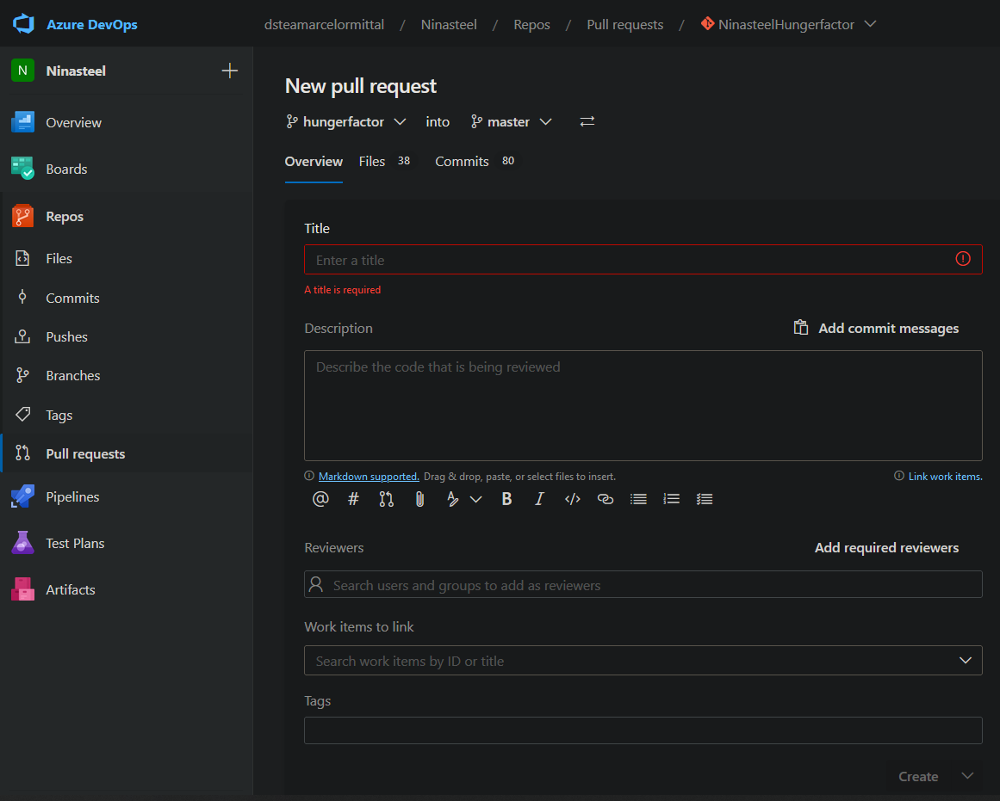 Azure DevOps
dsteamarcelormittal / Ninasteel / Repos / Pull requests / NinasteelHungerfactor
N Ninasteel
Overview
Boards
Repos
Files
Commits
Pushes
Branches
Tags
Pull requests
Pipelines
Test Plans
Artifacts
New pull request
hungerfactor into master
Overview Files 38 Commits 80
Title
Enter a title
A title is required
Description Add commit messages
Describe the code that is being reviewed
Markdown supported. Drag & drop, paste, or select files to insert. Link work items.
Reviewers Add required reviewers
Search users and groups to add as reviewers
Work items to link
Search work items by ID or title
Tags
Create